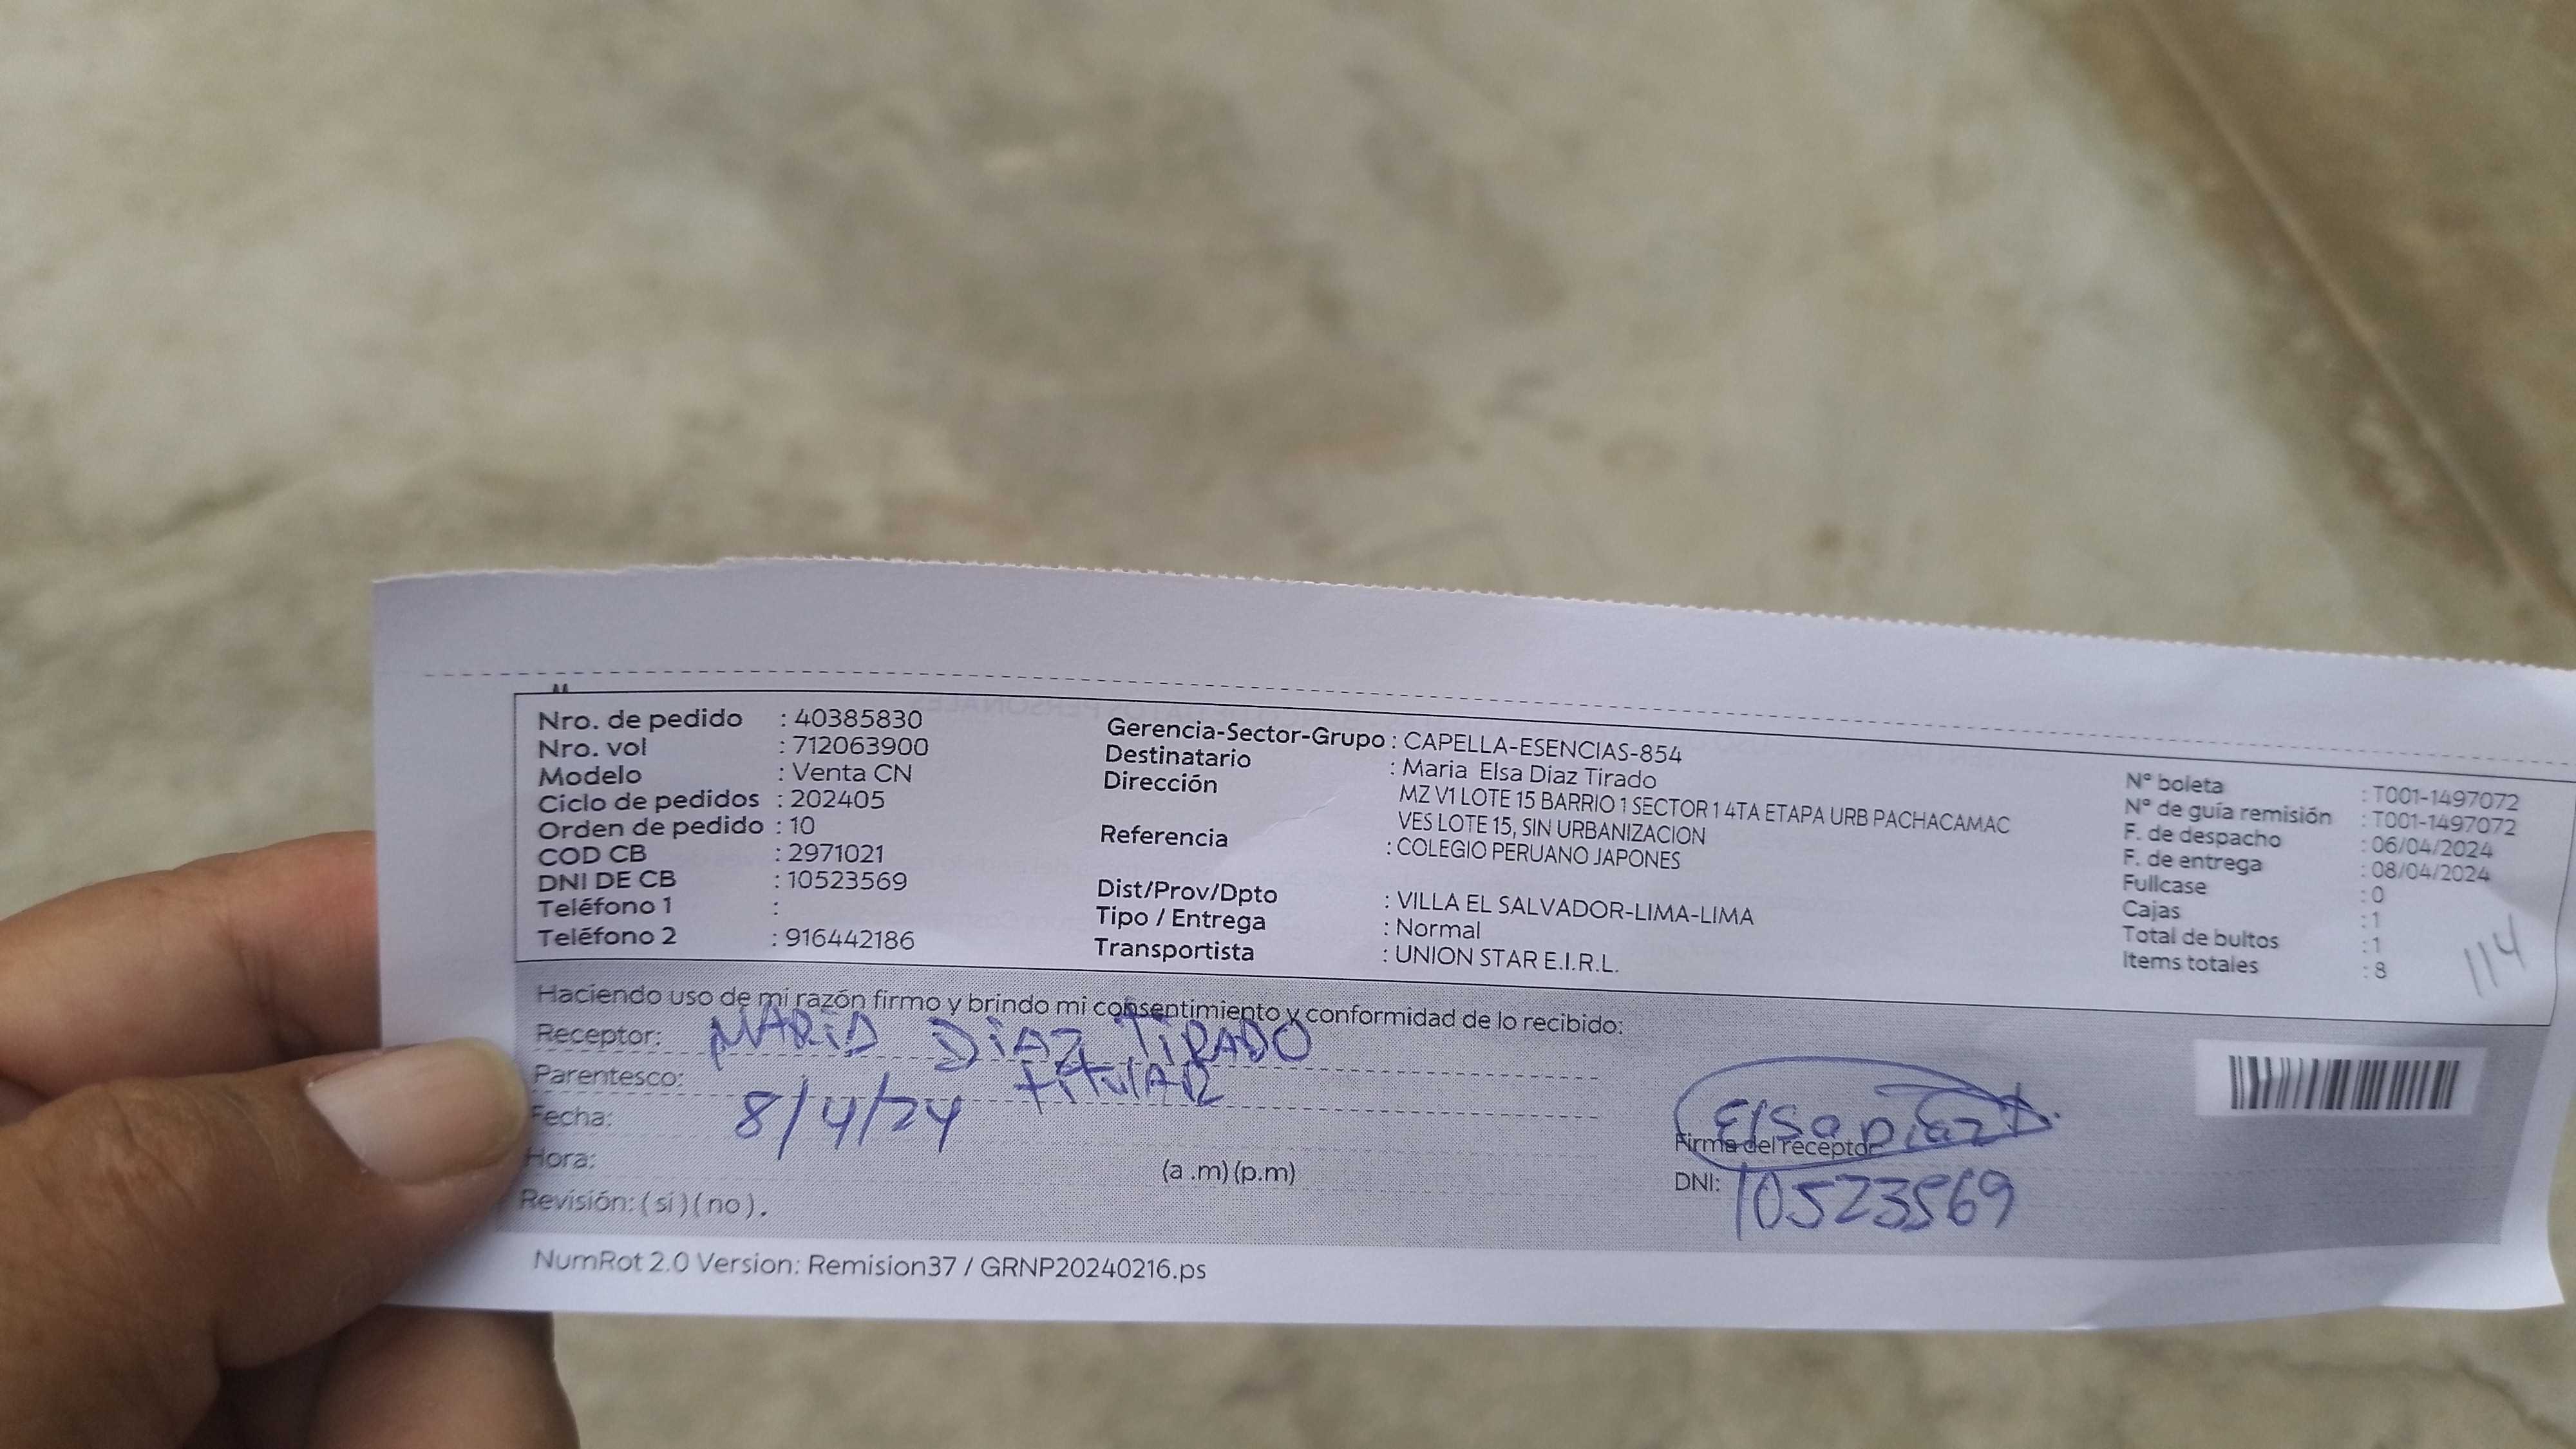 Nro. de pedido : 40385830
Nro. vol : 712063900
Modelo : Venta CN
Ciclo de pedidos : 202405
Orden de pedido : 10
COD CB : 2971021
DNI DE CB : 10523569
Teléfono 1 :
Teléfono 2 : 916442186
Gerencia-Sector-Grupo : CAPELLA-ESENCIAS-854
Destinatario : Maria Elsa Diaz Tirado
Dirección MZ V1 LOTE 15 BARRIO 1 SECTOR 1 4TA ETAPA URB PACHACAMAC
VES LOTE 15, SIN URBANIZACION
Referencia : COLEGIO PERUANO JAPONES
Dist/Prov/Dpto : VILLA EL SALVADOR-LIMA-LIMA
Tipo / Entrega : Normal
Transportista : UNION STAR E.I.R.L.
N° boleta : T001-1497072
N° de guía remisión : T001-1497072
F. de despacho : 06/04/2024
F. de entrega : 08/04/2024
Fullcase : 0
Cajas : 1
Total de bultos : 1
Items totales : 8
114
Haciendo uso de mi razón firmo y brindo mi consentimiento y conformidad de lo recibido:
Receptor: MARIA DIAZ TIRADO
Parentesco: titular
Fecha: 8/4/24
Hora: (a .m) (p.m)
Revisión: ( si ) ( no ) .
Elsa Diaz T.
Firma del receptor
DNI: 10523569
NumRot 2.0 Version: Remision37 / GRNP20240216.ps